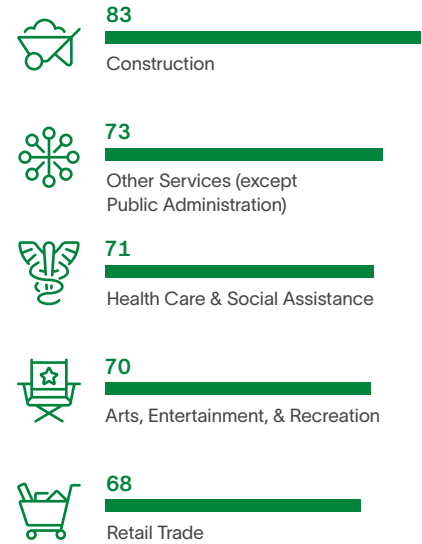 83
Construction
73
Other Services (except
Public Administration)
71
Health Care & Social Assistance
70
Arts, Entertainment, & Recreation
68
Retail Trade